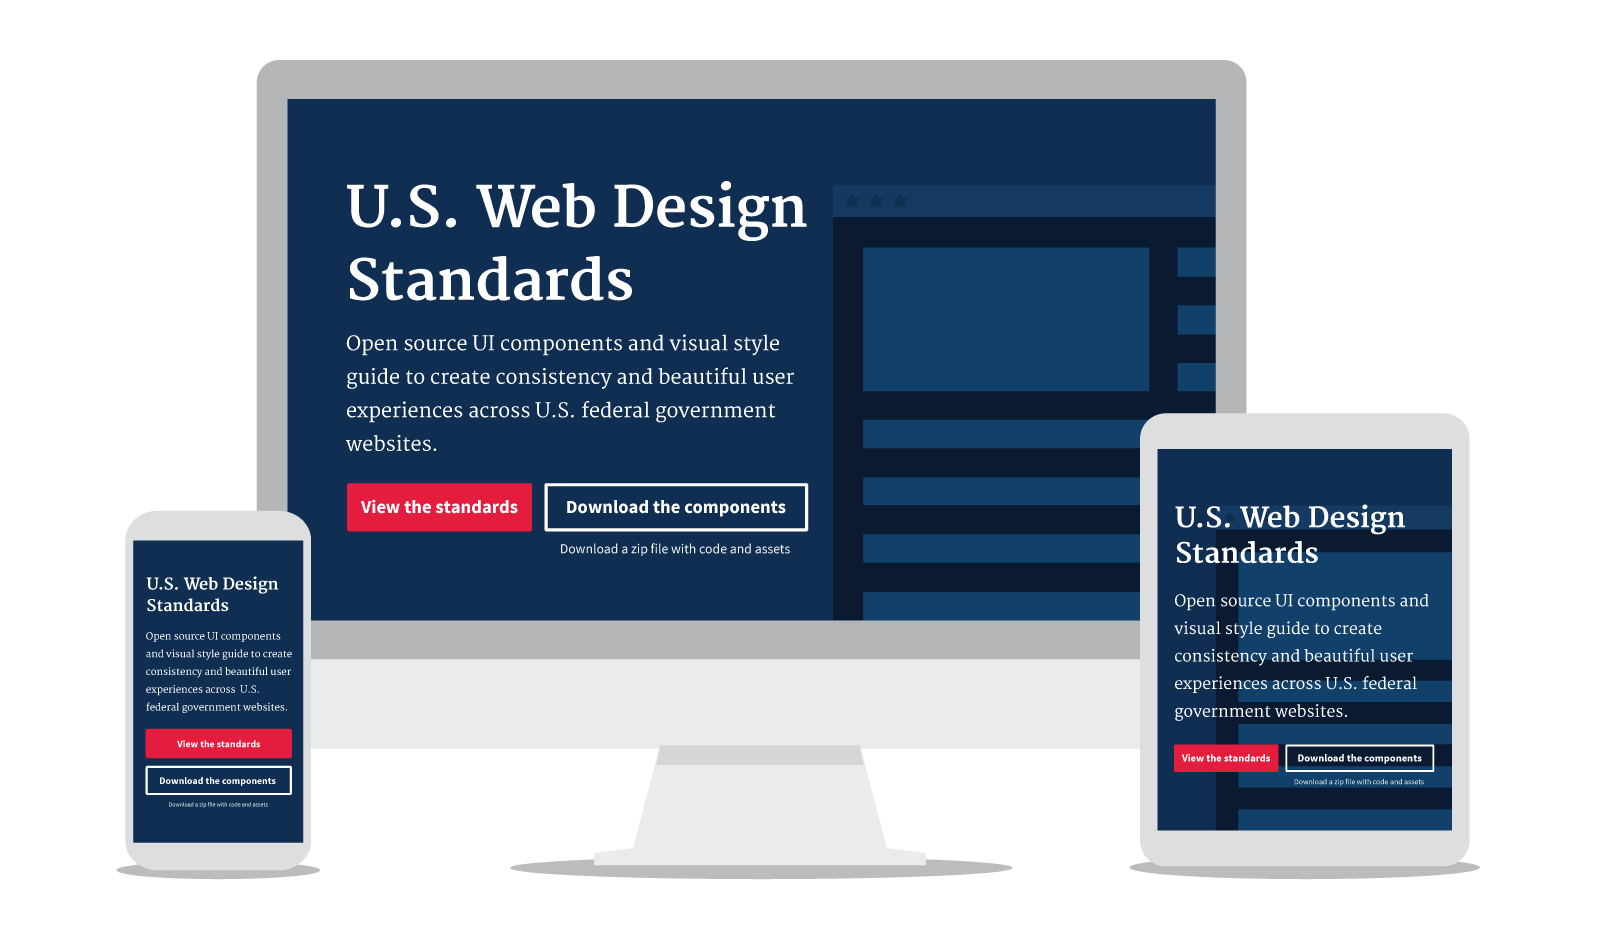 U.S. Web Design
Standards
Open source UI components and visual style
guide to create consistency and beautiful user
experiences across U.S. federal government
websites.
View the standards
Download the components
Download a zip file with code and assets
U.S. Web Design
Standards
Open source UI components
and visual style guide to create
consistency and beautiful user
experiences across U.S.
federal government websites.
View the standards
Download the components
Download a zip file with code and assets
U.S. Web Design
Standards
Open source UI components and
visual style guide to create
consistency and beautiful user
experiences across U.S. federal
government websites.
View the standards
Download the components
Download a zip file with code and assets